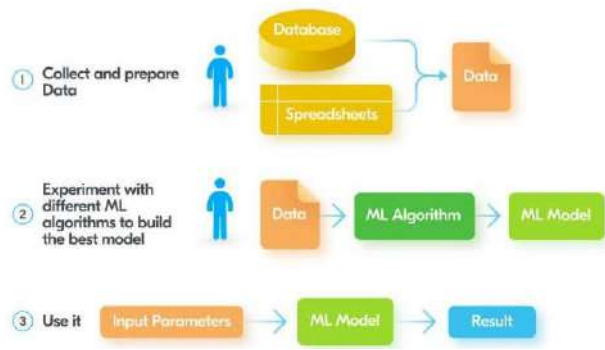 1 Collect and prepare
Data
Database
Spreadsheets
Data
2 Experiment with
different ML
algorithms to build
the best model
Data
ML Algorithm
ML Model
3 Use it
Input Parameters
ML Model
Result